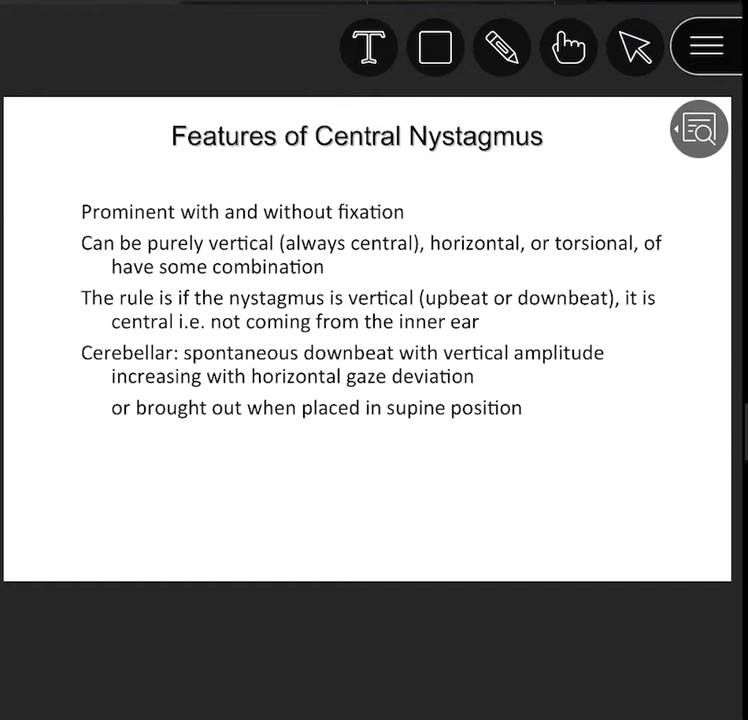 Features of Central Nystagmus
Prominent with and without fixation
Can be purely vertical (always central), horizontal, or torsional, of
have some combination
The rule is if the nystagmus is vertical (upbeat or downbeat), it is
central i.e. not coming from the inner ear
Cerebellar: spontaneous downbeat with vertical amplitude
increasing with horizontal gaze deviation
or brought out when placed in supine position